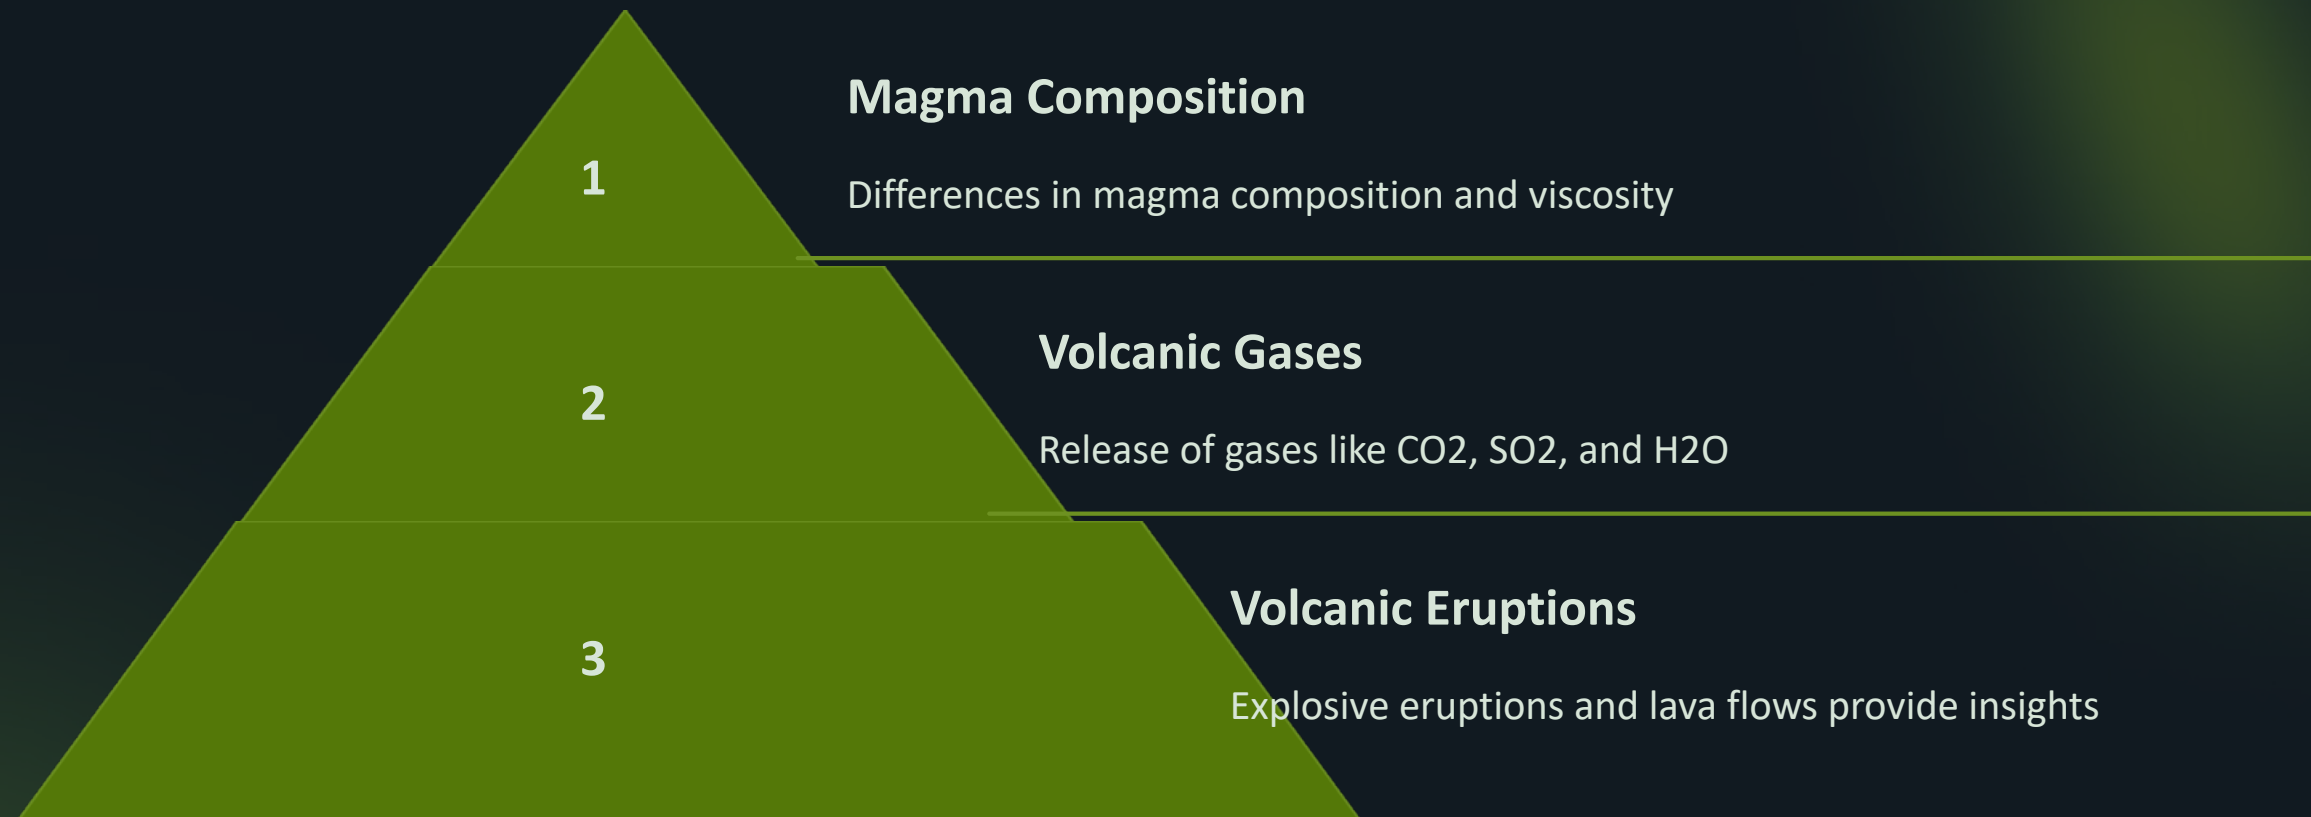 1
Magma Composition
Differences in magma composition and viscosity
2
Volcanic Gases
Release of gases like CO2, SO2, and H2O
3
Volcanic Eruptions
Explosive eruptions and lava flows provide insights